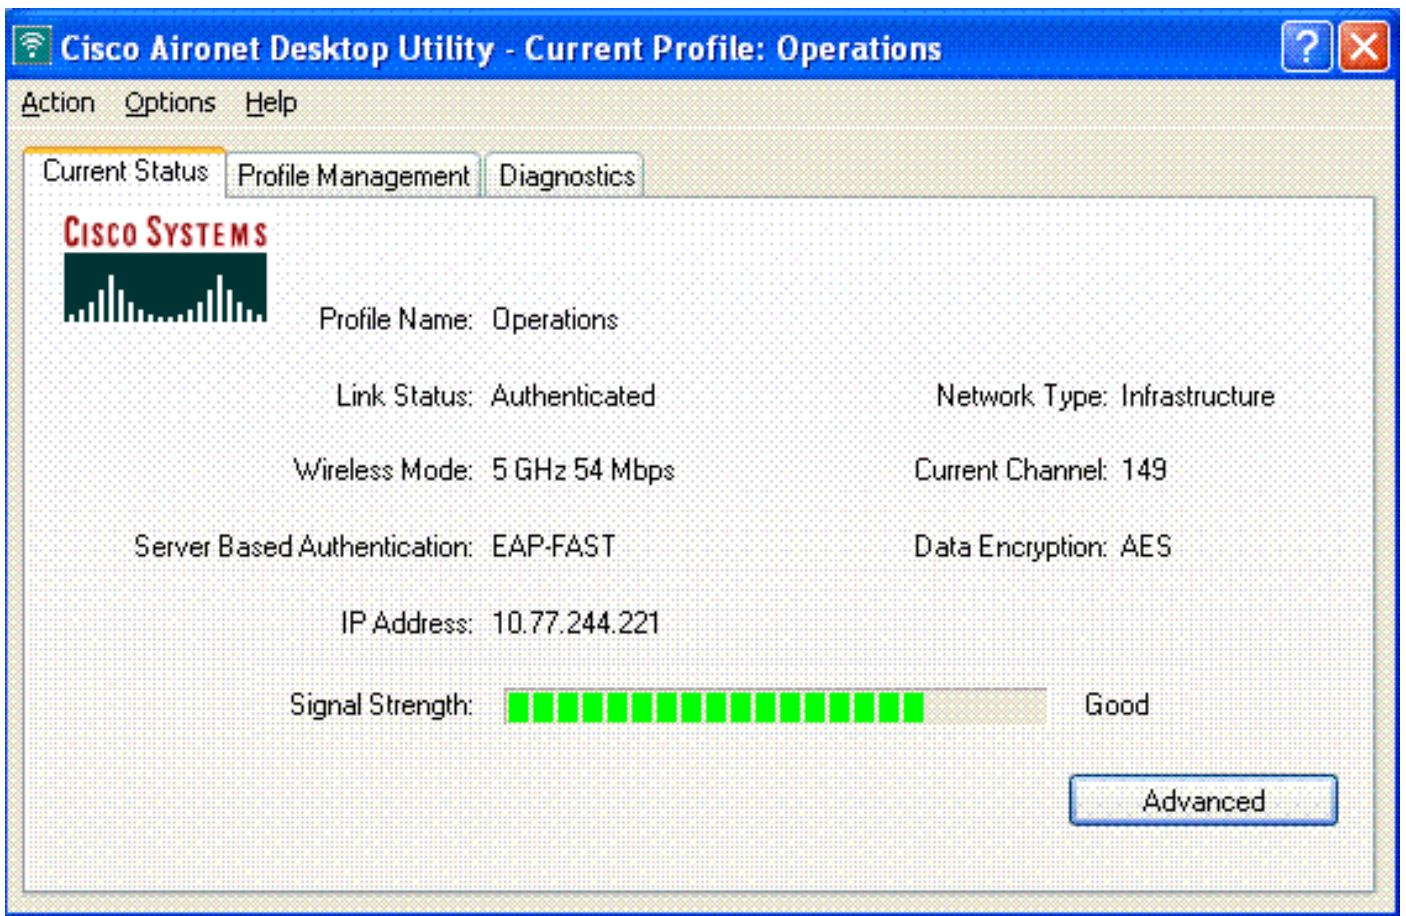 Cisco Aironet Desktop Utility - Current Profile: Operations
Action Options Help
Current Status Profile Management Diagnostics
CISCO SYSTEMS
Profile Name: Operations
Link Status: Authenticated Network Type: Infrastructure
Wireless Mode: 5 GHz 54 Mbps Current Channel: 149
Server Based Authentication: EAP-FAST Data Encryption: AES
IP Address: 10.77.244.221
Signal Strength: Good
Advanced